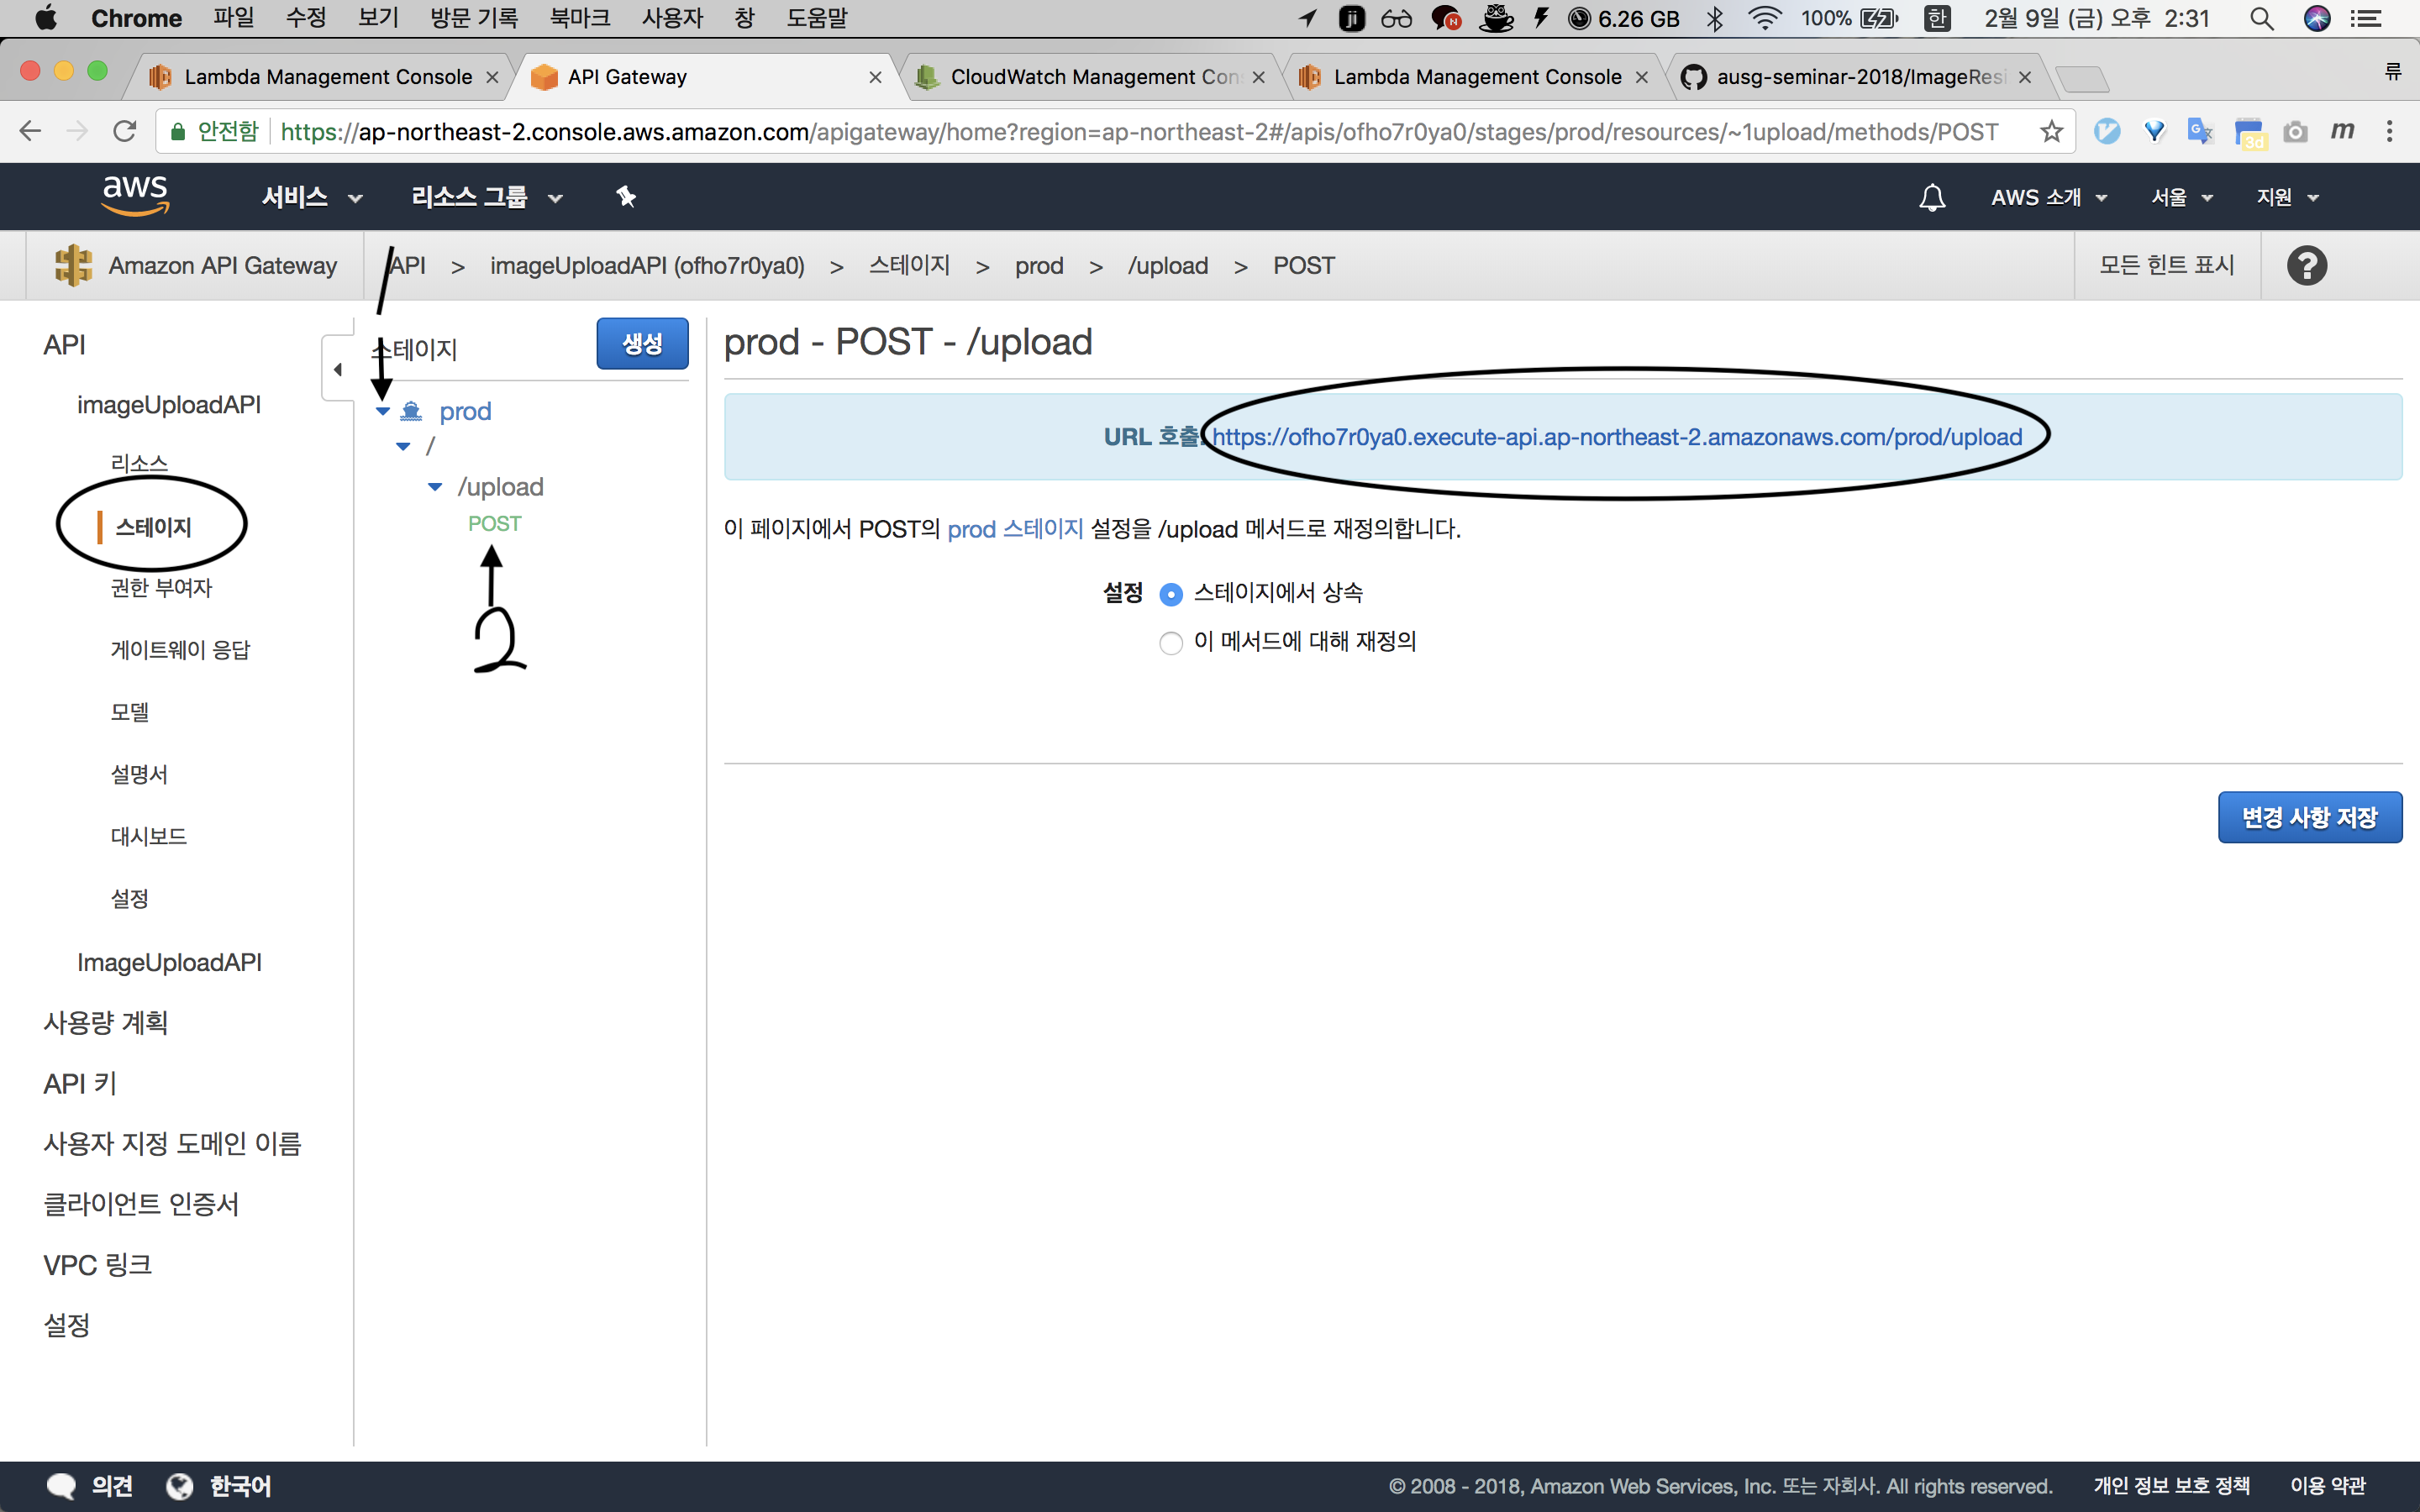 Chrome 파일 수정 보기 방문 기록 북마크 사용자 창 도움말 ji N 6.26 GB 100% 한 2월 9일 (금) 오후 2:31
Lambda Management Console API Gateway CloudWatch Management Con Lambda Management Console ausg-seminar-2018/ImageResi 류
안전함 https://ap-northeast-2.console.aws.amazon.com/apigateway/home?region=ap-northeast-2#/apis/ofho7r0ya0/stages/prod/resources/~1upload/methods/POST 3d m
aws 서비스 리소스 그룹 AWS 소개 서울 지원
Amazon API Gateway API > imageUploadAPI (ofho7r0ya0) > 스테이지 > prod > /upload > POST 모든 힌트 표시 ?
API
imageUploadAPI
리소스
스테이지
권한 부여자
게이트웨이 응답
모델
설명서
대시보드
설정
ImageUploadAPI
사용량 계획
API 키
사용자 지정 도메인 이름
클라이언트 인증서
VPC 링크
설정
스테이지 생성
prod
/
/upload
POST
2
prod - POST - /upload
URL 호출: https://ofho7r0ya0.execute-api.ap-northeast-2.amazonaws.com/prod/upload
이 페이지에서 POST의 prod 스테이지 설정을 /upload 메서드로 재정의합니다.
설정 스테이지에서 상속
이 메서드에 대해 재정의
변경 사항 저장
의견 한국어 © 2008 - 2018, Amazon Web Services, Inc. 또는 자회사. All rights reserved. 개인 정보 보호 정책 이용 약관